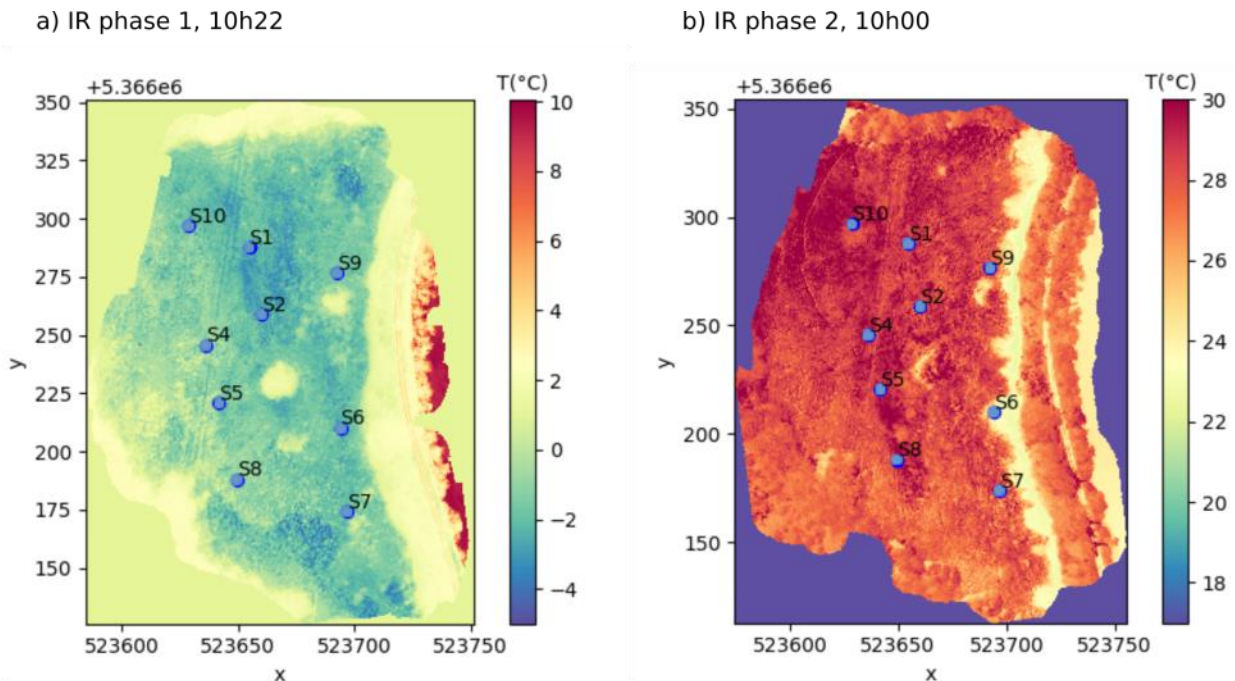 a) IR phase 1, 10h22
b) IR phase 2, 10h00
+5.366e6
T(°C)
350
325
300
275
250
225
200
175
150
10
8
6
4
2
0
−2
−4
S10
S1
S9
S2
S4
S5
S6
S8
S7
523600
523650
523700
523750
x
y
+5.366e6
T(°C)
350
300
250
200
150
30
28
26
24
22
20
18
S10
S1
S9
S2
S4
S5
S6
S8
S7
523600
523650
523700
523750
x
y